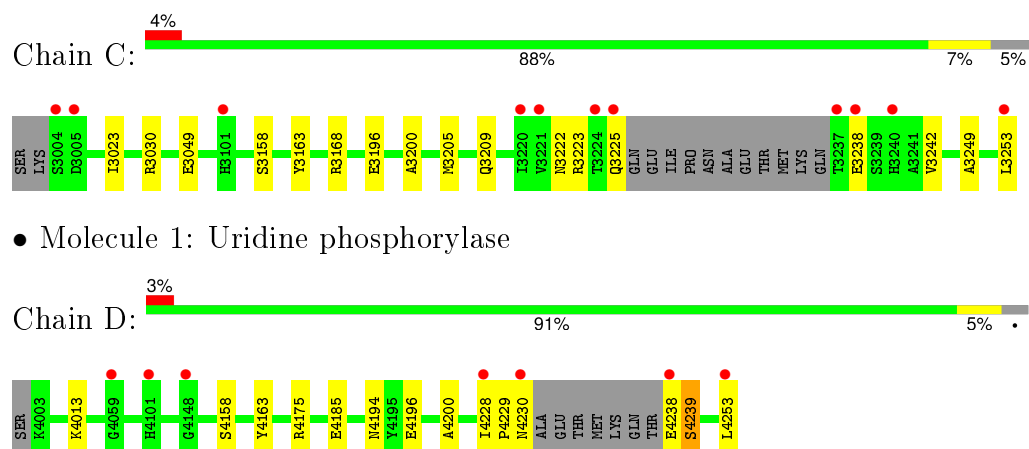 4%
Chain C:
88% 7% 5%
SER LYS S3004 D3005 I3023 R3030 E3049 H3101 S3158 Y3163 R3168 E3196 A3200 M3205 Q3209 I3220 V3221 N3222 R3223 T3224 Q3225 GLN GLU ILE PRO ASN ALA GLU THR MET LYS GLN T3237 E3238 S3239 H3240 A3241 V3242 A3249 L3253
• Molecule 1: Uridine phosphorylase
3%
Chain D:
91% 5% •
SER K4003 K4013 G4059 H4101 G4148 S4158 Y4163 R4175 E4185 N4194 Y4195 E4196 A4200 I4228 P4229 N4230 ALA GLU THR MET LYS GLN THR E4238 S4239 L4253